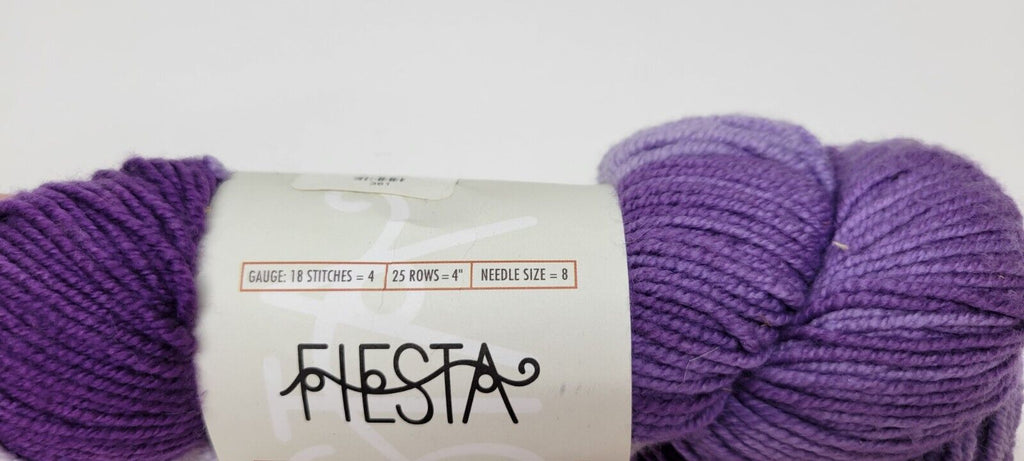 GAUGE: 18 STITCHES = 4 25 ROWS = 4" NEEDLE SIZE = 8
FIESTA